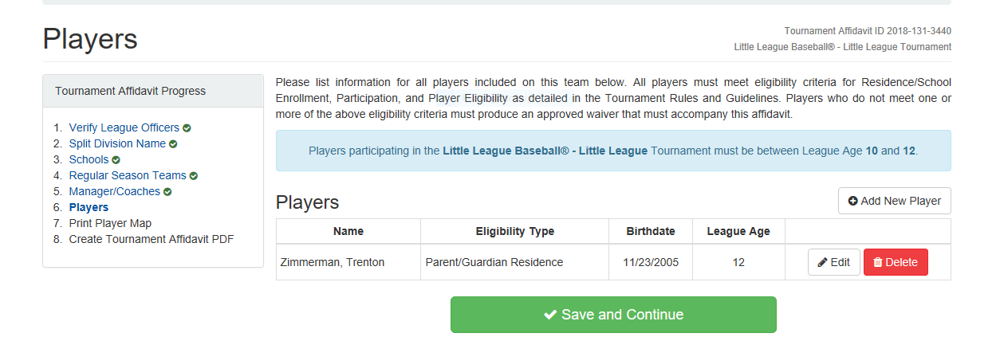 Players
Tournament Affidavit ID 2018-131-3440
Little League Baseball® - Little League Tournament
Tournament Affidavit Progress
1. Verify League Officers
2. Split Division Name
3. Schools
4. Regular Season Teams
5. Manager/Coaches
6. Players
7. Print Player Map
8. Create Tournament Affidavit PDF
Please list information for all players included on this team below. All players must meet eligibility criteria for Residence/School
Enrollment, Participation, and Player Eligibility as detailed in the Tournament Rules and Guidelines. Players who do not meet one or
more of the above eligibility criteria must produce an approved waiver that must accompany this affidavit.
Players participating in the Little League Baseball® - Little League Tournament must be between League Age 10 and 12.
Players
Add New Player
Name Eligibility Type Birthdate League Age
Zimmerman, Trenton Parent/Guardian Residence 11/23/2005 12 Edit Delete
Save and Continue